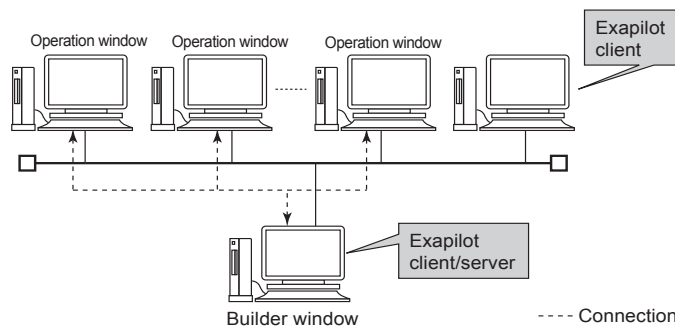 Operation window
Operation window
Operation window
Exapilot
client
Exapilot
client/server
Builder window
Connection